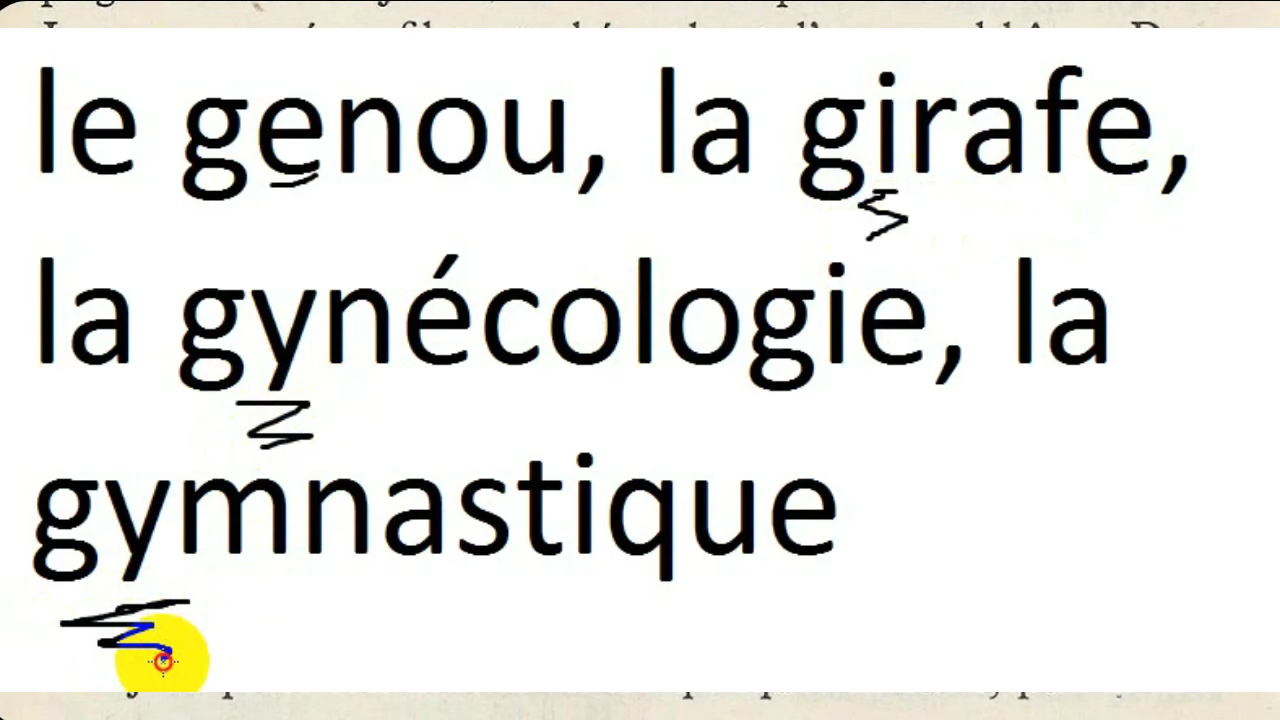 le genou, la girafe,
la gynécologie, la
gymnastique